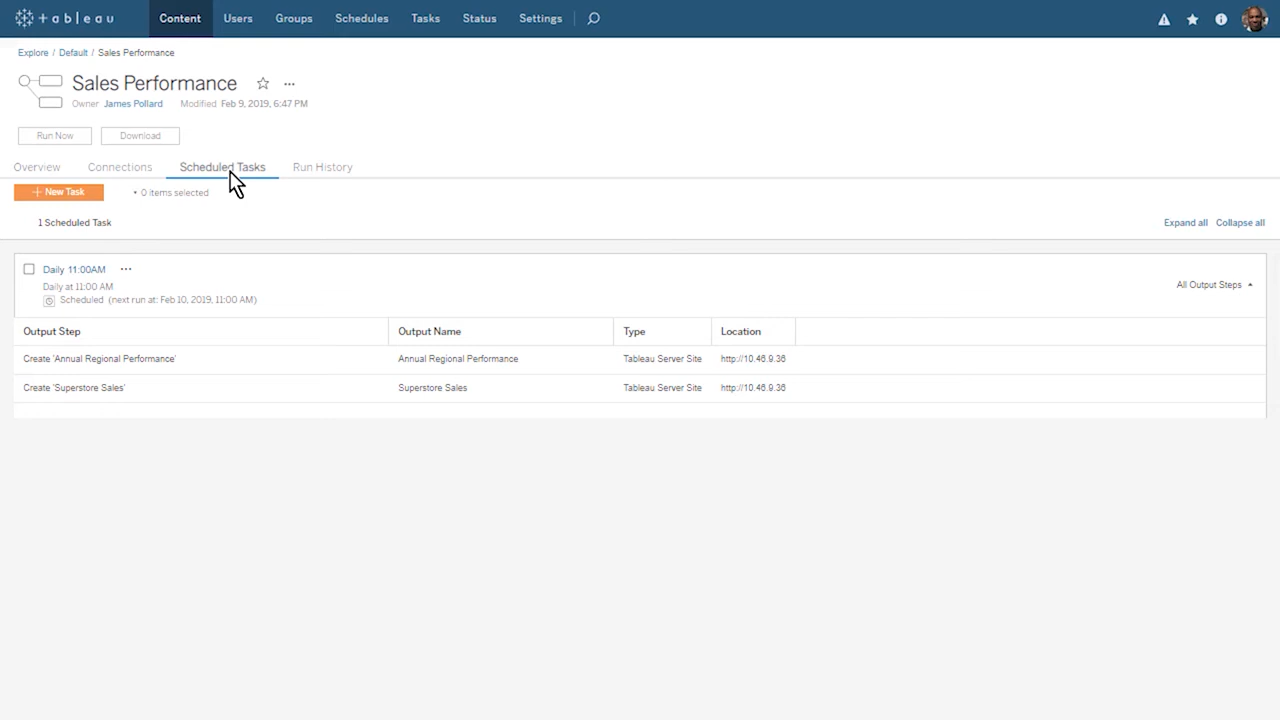 tableau Content Users Groups Schedules Tasks Status Settings
Explore / Default / Sales Performance
Sales Performance ...
Owner James Pollard Modified Feb 9, 2019, 6:47 PM
Run Now Download
Overview Connections Scheduled Tasks Run History
+ New Task • 0 items selected
1 Scheduled Task Expand all Collapse all
Daily 11:00AM ...
Daily at 11:00 AM
Scheduled (next run at: Feb 10, 2019, 11:00 AM)
All Output Steps
Output Step Output Name Type Location
Create 'Annual Regional Performance' Annual Regional Performance Tableau Server Site http://10.46.9.36
Create 'Superstore Sales' Superstore Sales Tableau Server Site http://10.46.9.36